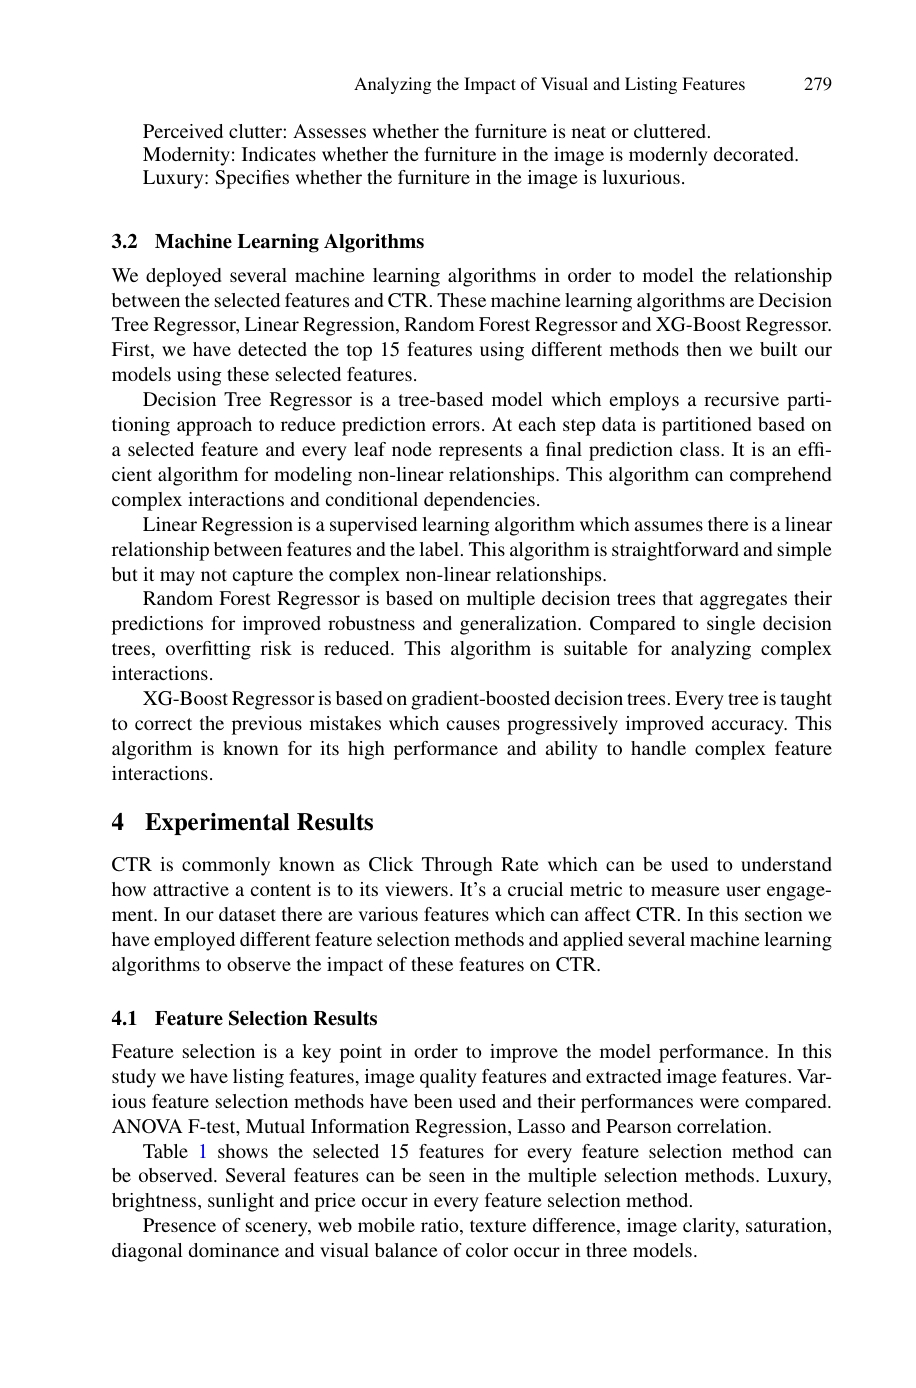 Analyzing the Impact of Visual and Listing Features 279
Perceived clutter: Assesses whether the furniture is neat or cluttered.
Modernity: Indicates whether the furniture in the image is modernly decorated.
Luxury: Specifies whether the furniture in the image is luxurious.
3.2 Machine Learning Algorithms
We deployed several machine learning algorithms in order to model the relationship
between the selected features and CTR. These machine learning algorithms are Decision
Tree Regressor, Linear Regression, Random Forest Regressor and XG-Boost Regressor.
First, we have detected the top 15 features using different methods then we built our
models using these selected features.
Decision Tree Regressor is a tree-based model which employs a recursive parti-
tioning approach to reduce prediction errors. At each step data is partitioned based on
a selected feature and every leaf node represents a final prediction class. It is an effi-
cient algorithm for modeling non-linear relationships. This algorithm can comprehend
complex interactions and conditional dependencies.
Linear Regression is a supervised learning algorithm which assumes there is a linear
relationship between features and the label. This algorithm is straightforward and simple
but it may not capture the complex non-linear relationships.
Random Forest Regressor is based on multiple decision trees that aggregates their
predictions for improved robustness and generalization. Compared to single decision
trees, overfitting risk is reduced. This algorithm is suitable for analyzing complex
interactions.
XG-Boost Regressor is based on gradient-boosted decision trees. Every tree is taught
to correct the previous mistakes which causes progressively improved accuracy. This
algorithm is known for its high performance and ability to handle complex feature
interactions.
4 Experimental Results
CTR is commonly known as Click Through Rate which can be used to understand
how attractive a content is to its viewers. It's a crucial metric to measure user engage-
ment. In our dataset there are various features which can affect CTR. In this section we
have employed different feature selection methods and applied several machine learning
algorithms to observe the impact of these features on CTR.
4.1 Feature Selection Results
Feature selection is a key point in order to improve the model performance. In this
study we have listing features, image quality features and extracted image features. Var-
ious feature selection methods have been used and their performances were compared.
ANOVA F-test, Mutual Information Regression, Lasso and Pearson correlation.
Table 1 shows the selected 15 features for every feature selection method can
be observed. Several features can be seen in the multiple selection methods. Luxury,
brightness, sunlight and price occur in every feature selection method.
Presence of scenery, web mobile ratio, texture difference, image clarity, saturation,
diagonal dominance and visual balance of color occur in three models.